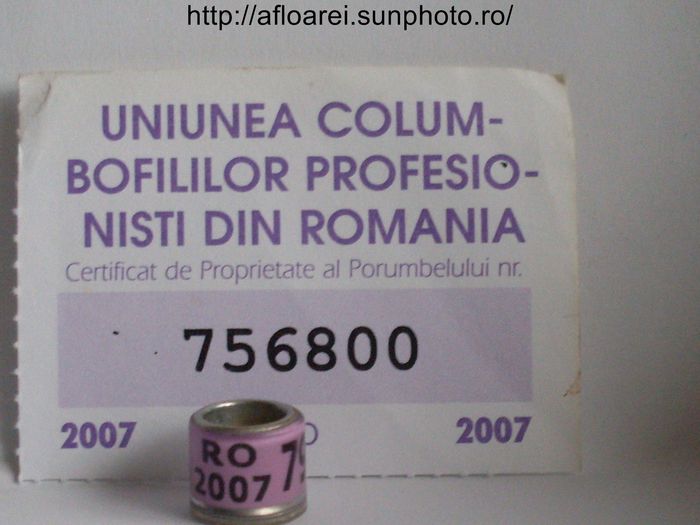 http://afloarei.sunphoto.ro/
UNIUNEA COLUM-
BOFILILOR PROFESIO-
NISTI DIN ROMANIA
Certificat de Proprietate al Porumbelului nr.
756800
2007 O 2007
RO
2007